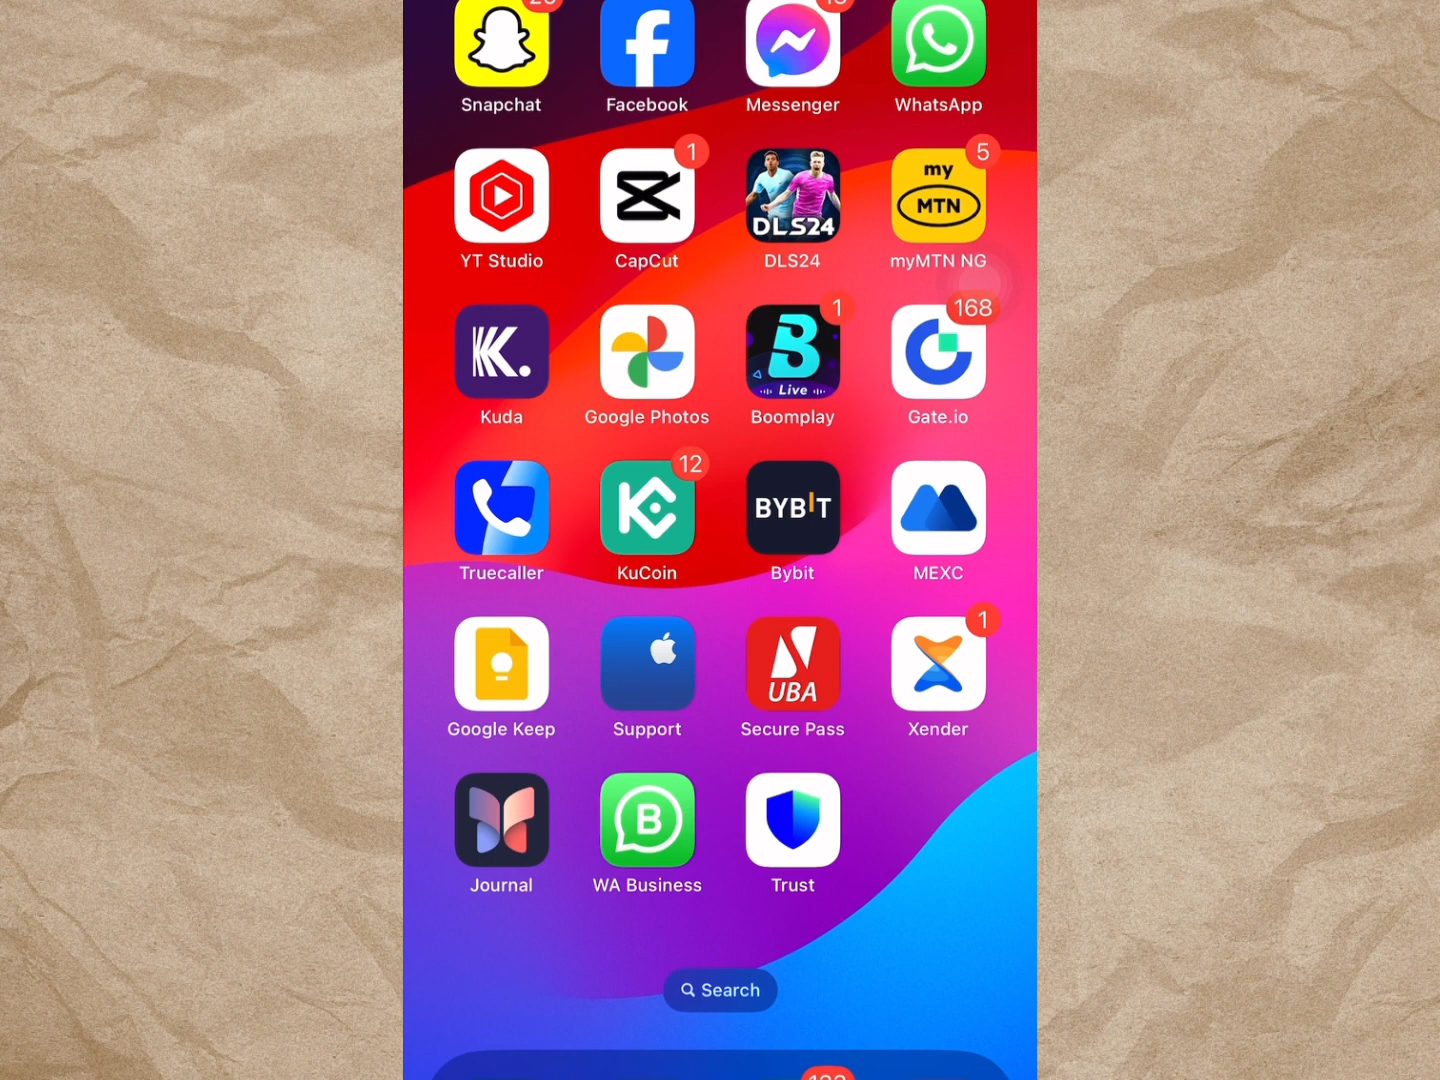 Snapchat Facebook Messenger WhatsApp
1 5
my
MTN
DLS24
YT Studio CapCut DLS24 myMTN NG
1 168
K.
B
Live
Kuda Google Photos Boomplay Gate.io
12
BYBIT
Truecaller KuCoin Bybit MEXC
1
UBA
Google Keep Support Secure Pass Xender
B
Journal WA Business Trust
Search